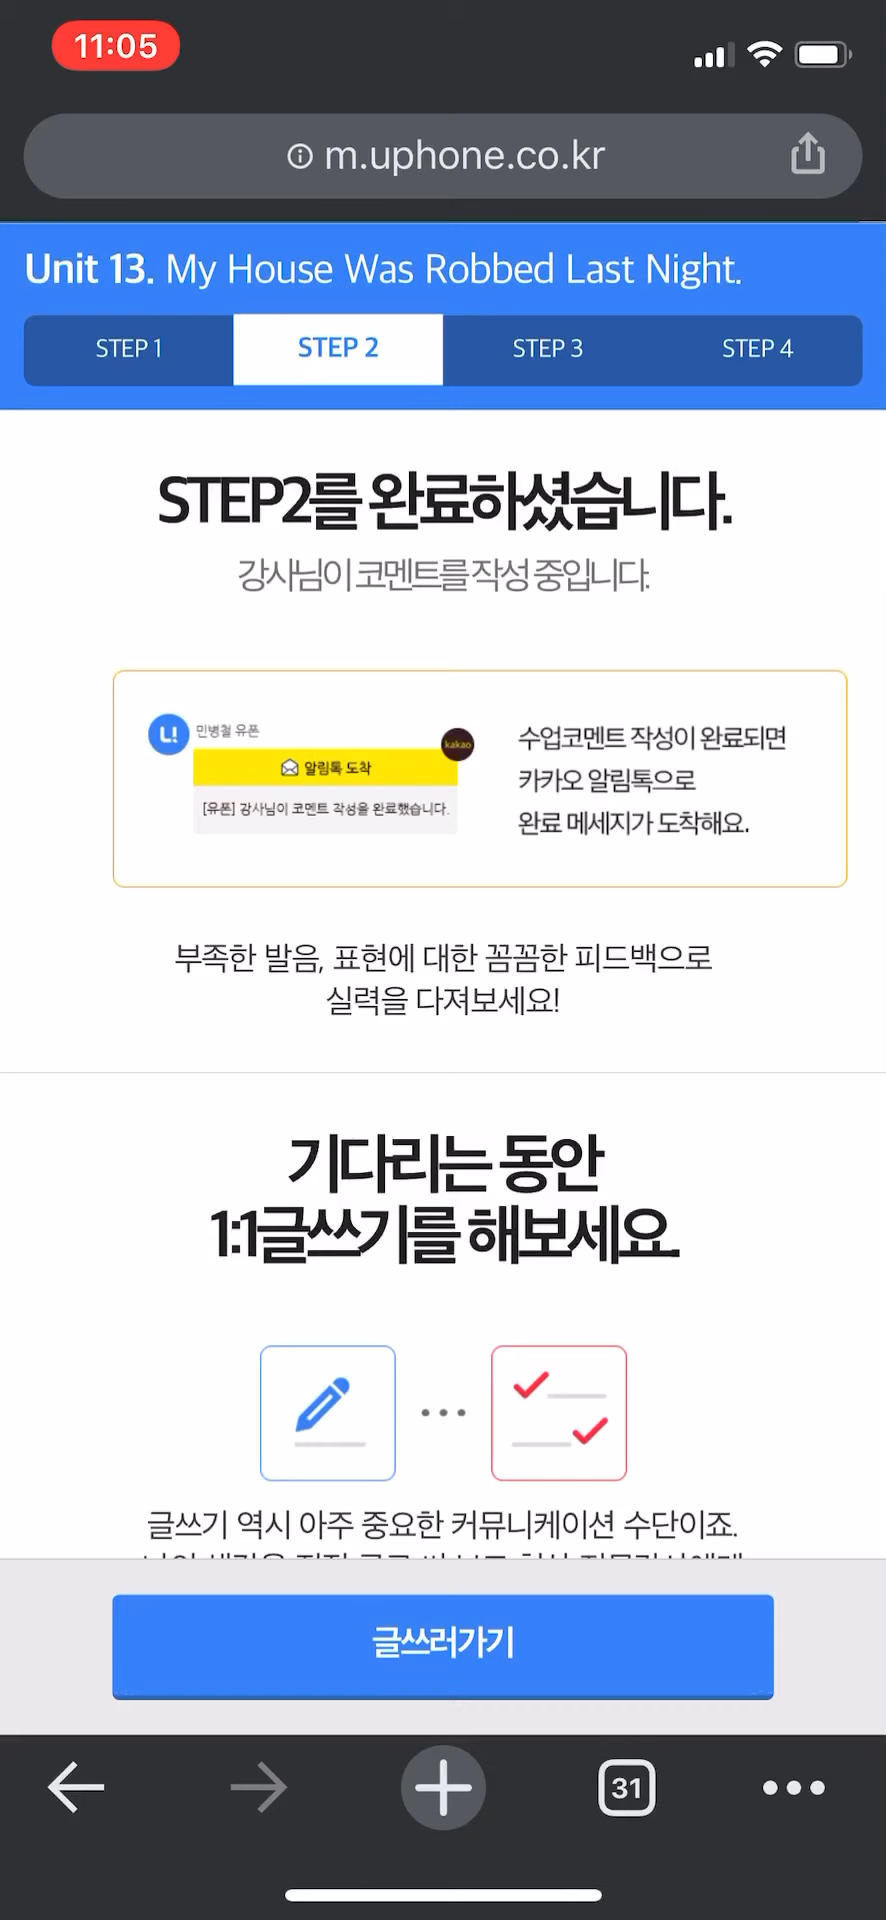 11:05
m.uphone.co.kr
Unit 13. My House Was Robbed Last Night.
STEP 1
STEP 2
STEP 3
STEP 4
STEP2를 완료하셨습니다.
강사님이 코멘트를 작성 중입니다.
민병철 유폰
kakao
알림톡 도착
[유폰] 강사님이 코멘트 작성을 완료했습니다.
수업코멘트 작성이 완료되면
카카오 알림톡으로
완료 메세지가 도착해요.
부족한 발음, 표현에 대한 꼼꼼한 피드백으로
실력을 다져보세요!
기다리는 동안
1:1글쓰기를 해보세요.
글쓰기 역시 아주 중요한 커뮤니케이션 수단이죠.
글쓰러가기
31